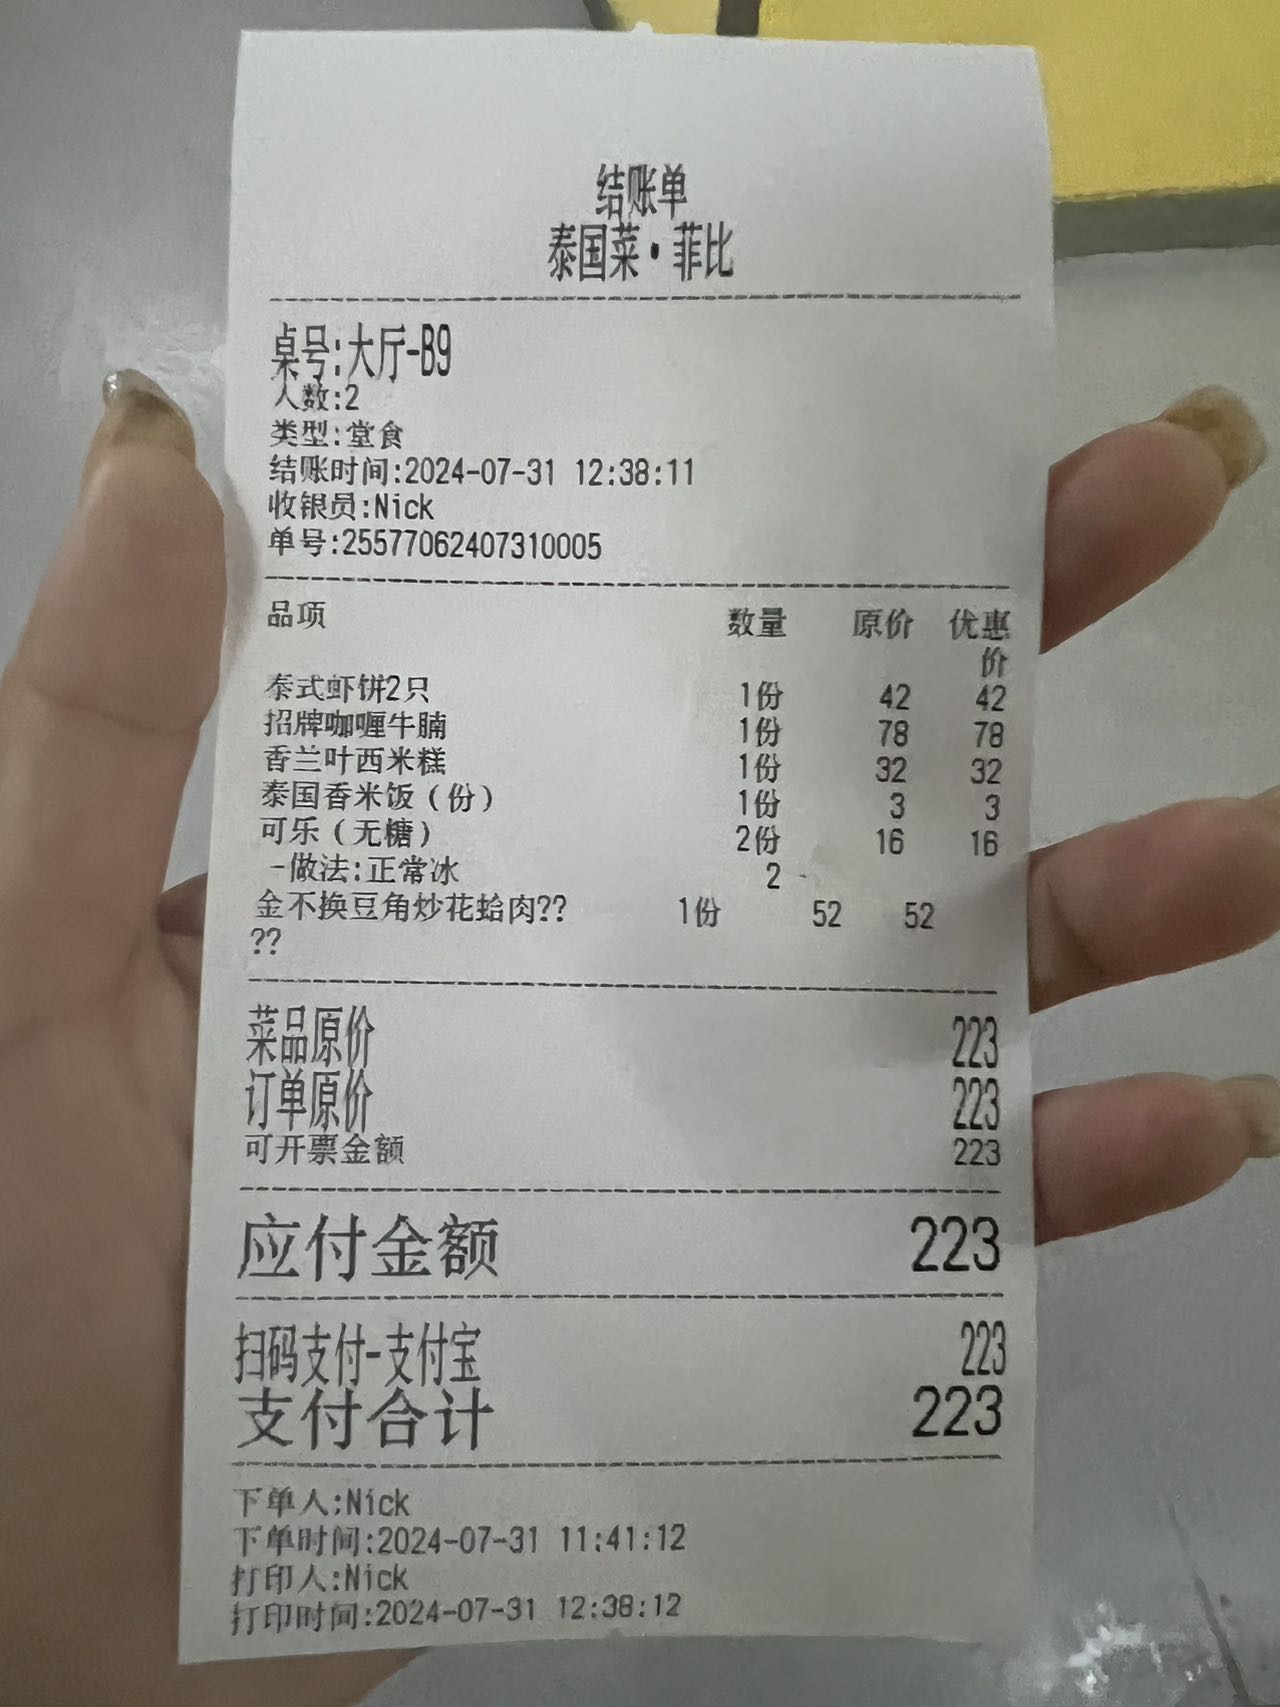 结账单
泰国菜·菲比
桌号:大厅-B9
人数:2
类型:堂食
结账时间:2024-07-31 12:38:11
收银员:Nick
单号:25577062407310005
品项 数量 原价 优惠价
泰式虾饼2只 1份 42 42
招牌咖喱牛腩 1份 78 78
香兰叶西米糕 1份 32 32
泰国香米饭（份） 1份 3 3
可乐（无糖） 2份 16 16
-做法:正常冰 2
金不换豆角炒花蛤肉?? 1份 52 52
??
菜品原价 223
订单原价 223
可开票金额 223
应付金额 223
扫码支付-支付宝 223
支付合计 223
下单人:Nick
下单时间:2024-07-31 11:41:12
打印人:Nick
打印时间:2024-07-31 12:38:12